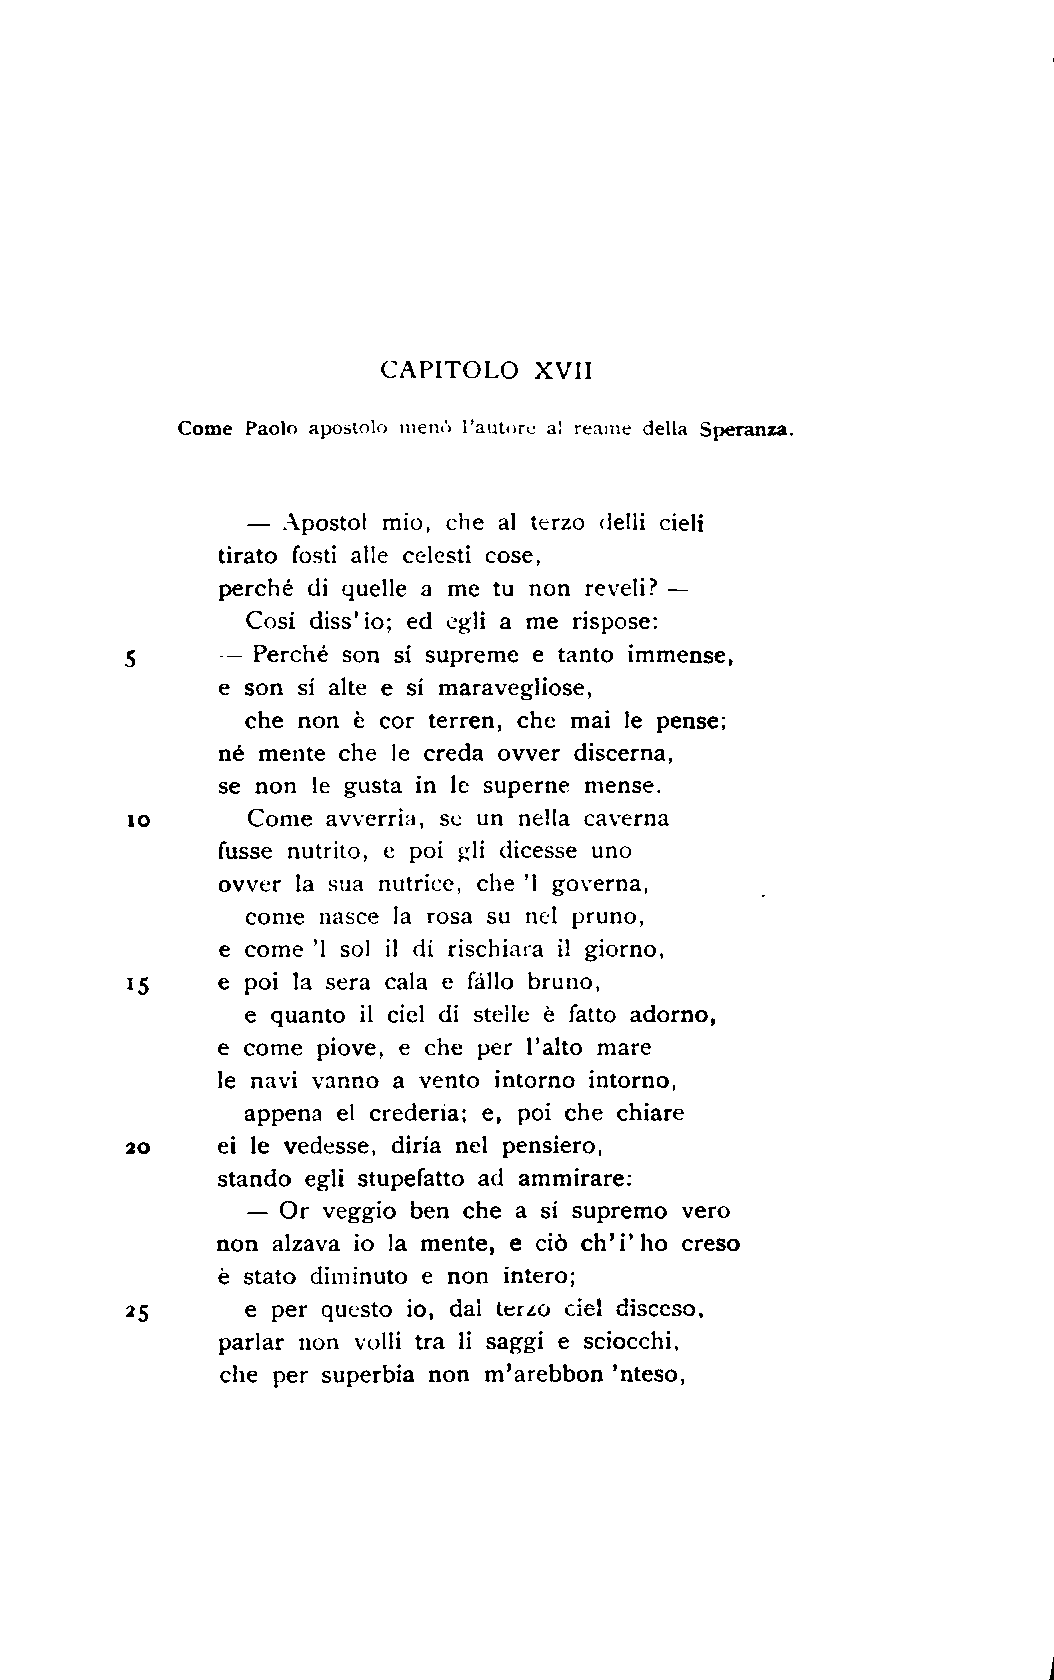 CAPITOLO XVII
Come Paolo apostolo menò l'autore al reame della Speranza.
— Apostol mio, che al terzo delli cieli
tirato fosti alle celesti cose,
perché di quelle a me tu non reveli? —
Cosí diss'io; ed egli a me rispose:
5 — Perché son sí supreme e tanto immense,
e son sí alte e sí maravegliose,
che non è cor terren, che mai le pense;
né mente che le creda ovver discerna,
se non le gusta in le superne mense.
10 Come avverria, se un nella caverna
fusse nutrito, e poi gli dicesse uno
ovver la sua nutrice, che 'l governa,
come nasce la rosa su nel pruno,
e come 'l sol il dí rischiara il giorno,
15 e poi la sera cala e fállo bruno,
e quanto il ciel di stelle è fatto adorno,
e come piove, e che per l'alto mare
le navi vanno a vento intorno intorno,
appena el crederia; e, poi che chiare
20 ei le vedesse, diría nel pensiero,
stando egli stupefatto ad ammirare:
— Or veggio ben che a sí supremo vero
non alzava io la mente, e ciò ch'i' ho creso
è stato diminuto e non intero;
25 e per questo io, dal terzo ciel disceso,
parlar non volli tra li saggi e sciocchi,
che per superbia non m'arebbon 'nteso,